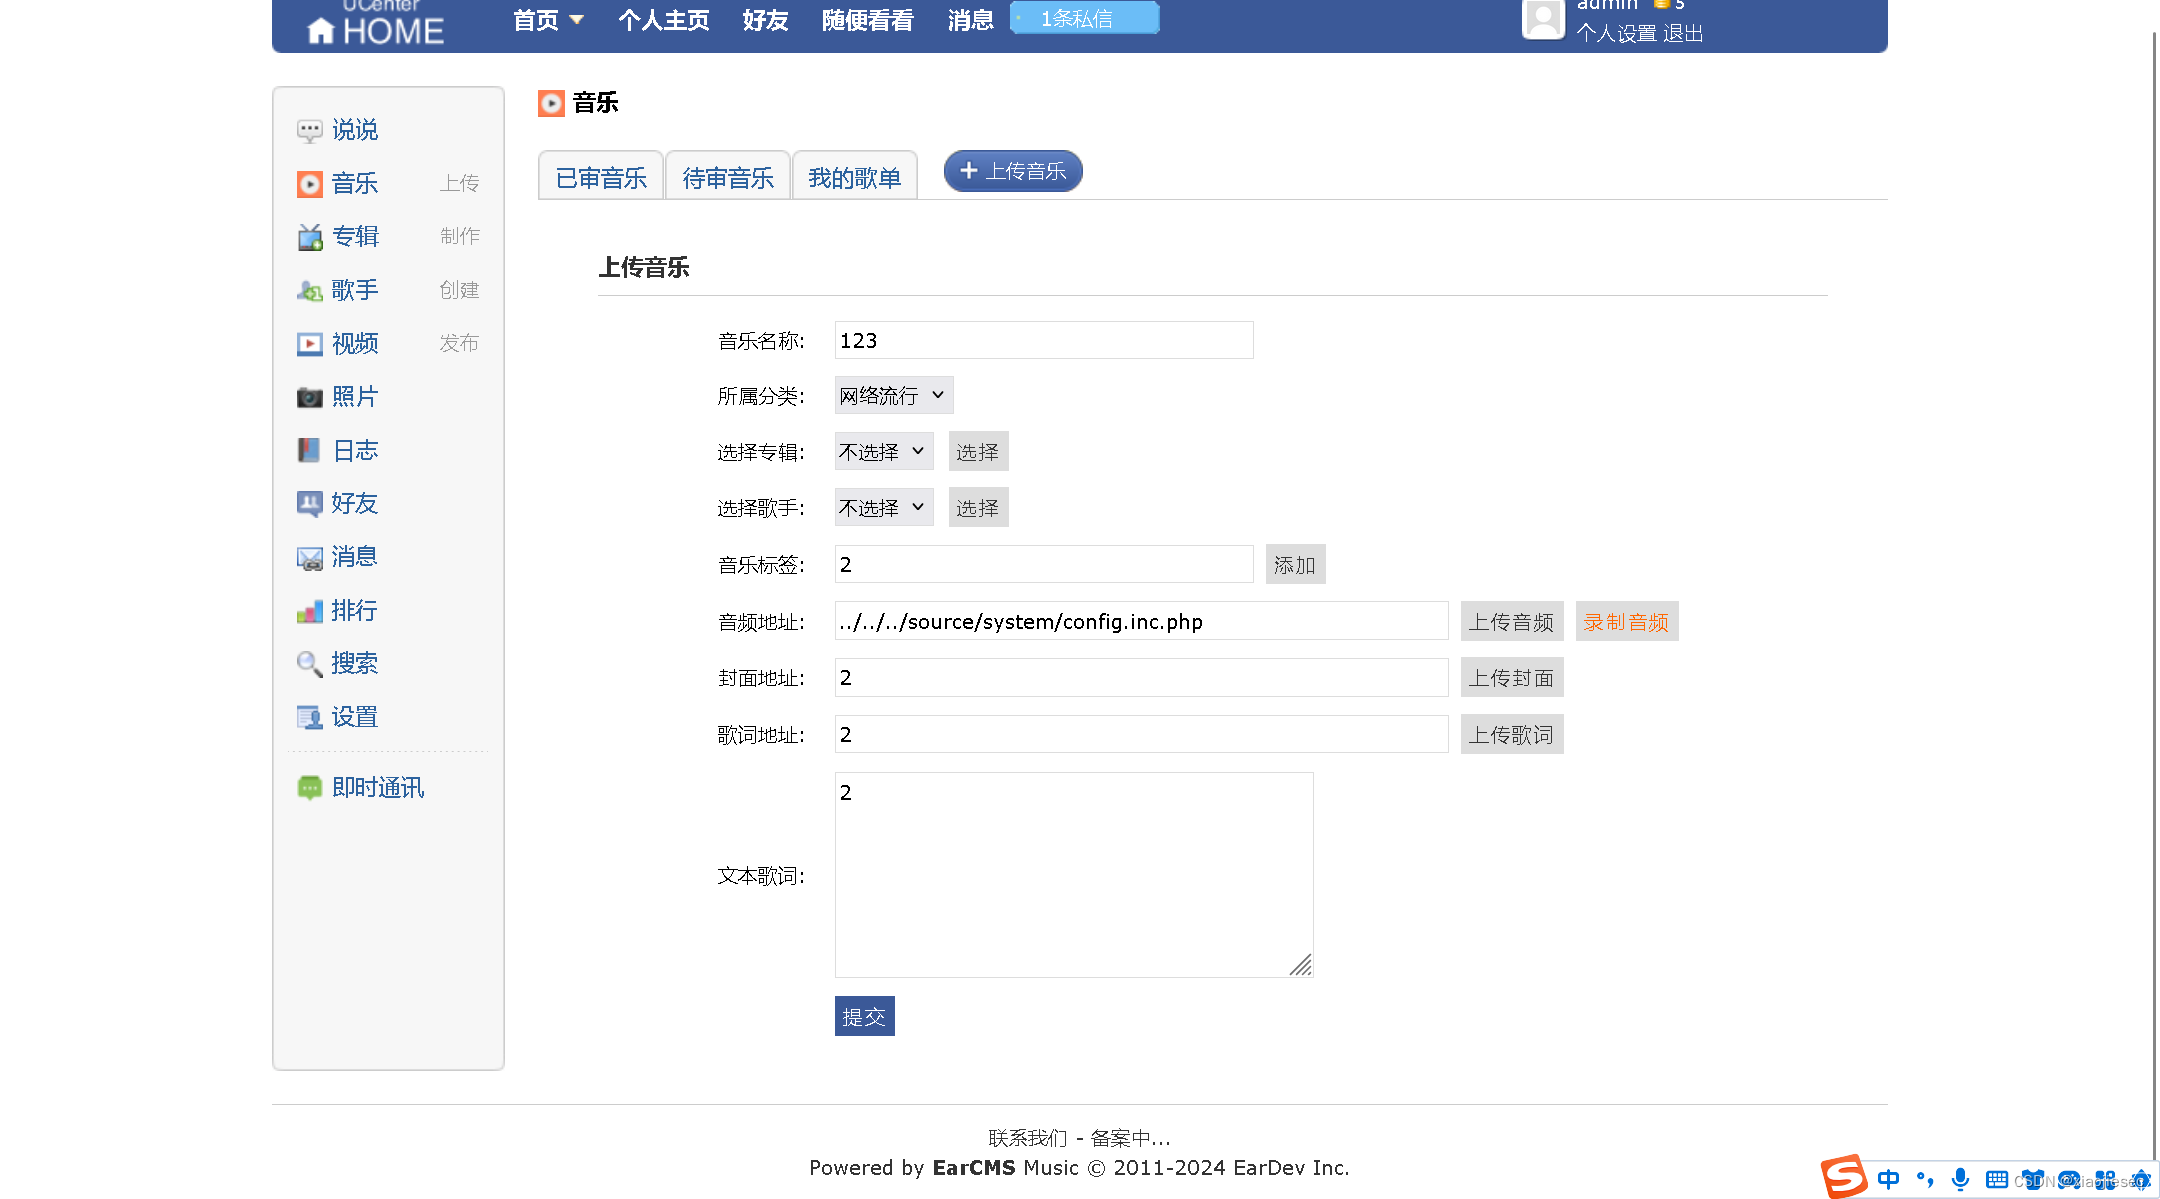 UCenter
HOME
首页 个人主页 好友 随便看看 消息 1条私信
admin 5
个人设置 退出
说说
音乐 上传
专辑 制作
歌手 创建
视频 发布
照片
日志
好友
消息
排行
搜索
设置
即时通讯
音乐
已审音乐 待审音乐 我的歌单 + 上传音乐
上传音乐
音乐名称: 123
所属分类: 网络流行
选择专辑: 不选择 选择
选择歌手: 不选择 选择
音乐标签: 2 添加
音频地址: ../../../source/system/config.inc.php 上传音频 录制音频
封面地址: 2 上传封面
歌词地址: 2 上传歌词
文本歌词: 2
提交
联系我们 - 备案中...
Powered by EarCMS Music © 2011-2024 EarDev Inc.
S 中